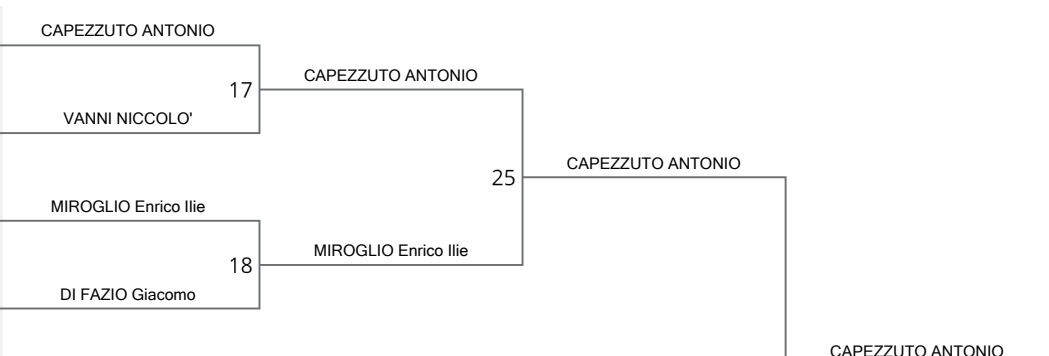 CAPEZZUTO ANTONIO
CAPEZZUTO ANTONIO
17
VANNI NICCOLO'
CAPEZZUTO ANTONIO
25
MIROGLIO Enrico Ilie
MIROGLIO Enrico Ilie
18
DI FAZIO Giacomo
CAPEZZUTO ANTONIO